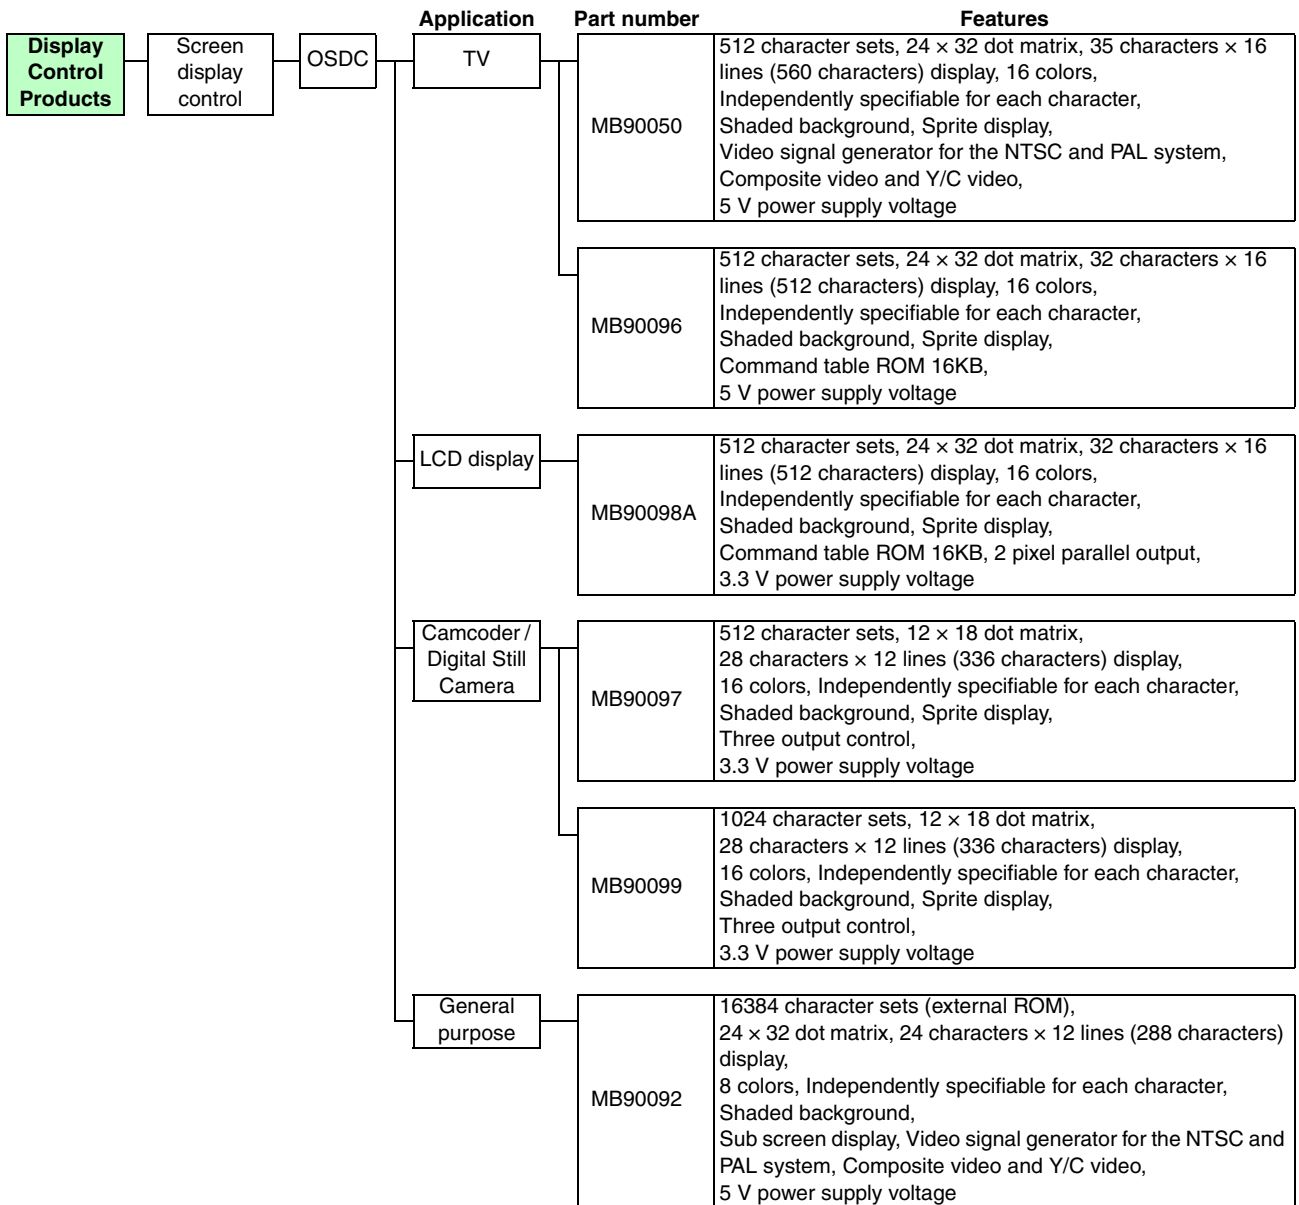 Application Part number Features
Display
Control
Products
Screen
display
control
OSDC
TV
MB90050
512 character sets, 24 × 32 dot matrix, 35 characters × 16
lines (560 characters) display, 16 colors,
Independently specifiable for each character,
Shaded background, Sprite display,
Video signal generator for the NTSC and PAL system,
Composite video and Y/C video,
5 V power supply voltage
MB90096
512 character sets, 24 × 32 dot matrix, 32 characters × 16
lines (512 characters) display, 16 colors,
Independently specifiable for each character,
Shaded background, Sprite display,
Command table ROM 16KB,
5 V power supply voltage
LCD display
MB90098A
512 character sets, 24 × 32 dot matrix, 32 characters × 16
lines (512 characters) display, 16 colors,
Independently specifiable for each character,
Shaded background, Sprite display,
Command table ROM 16KB, 2 pixel parallel output,
3.3 V power supply voltage
Camcoder /
Digital Still
Camera
MB90097
512 character sets, 12 × 18 dot matrix,
28 characters × 12 lines (336 characters) display,
16 colors, Independently specifiable for each character,
Shaded background, Sprite display,
Three output control,
3.3 V power supply voltage
MB90099
1024 character sets, 12 × 18 dot matrix,
28 characters × 12 lines (336 characters) display,
16 colors, Independently specifiable for each character,
Shaded background, Sprite display,
Three output control,
3.3 V power supply voltage
General
purpose
MB90092
16384 character sets (external ROM),
24 × 32 dot matrix, 24 characters × 12 lines (288 characters)
display,
8 colors, Independently specifiable for each character,
Shaded background,
Sub screen display, Video signal generator for the NTSC and
PAL system, Composite video and Y/C video,
5 V power supply voltage